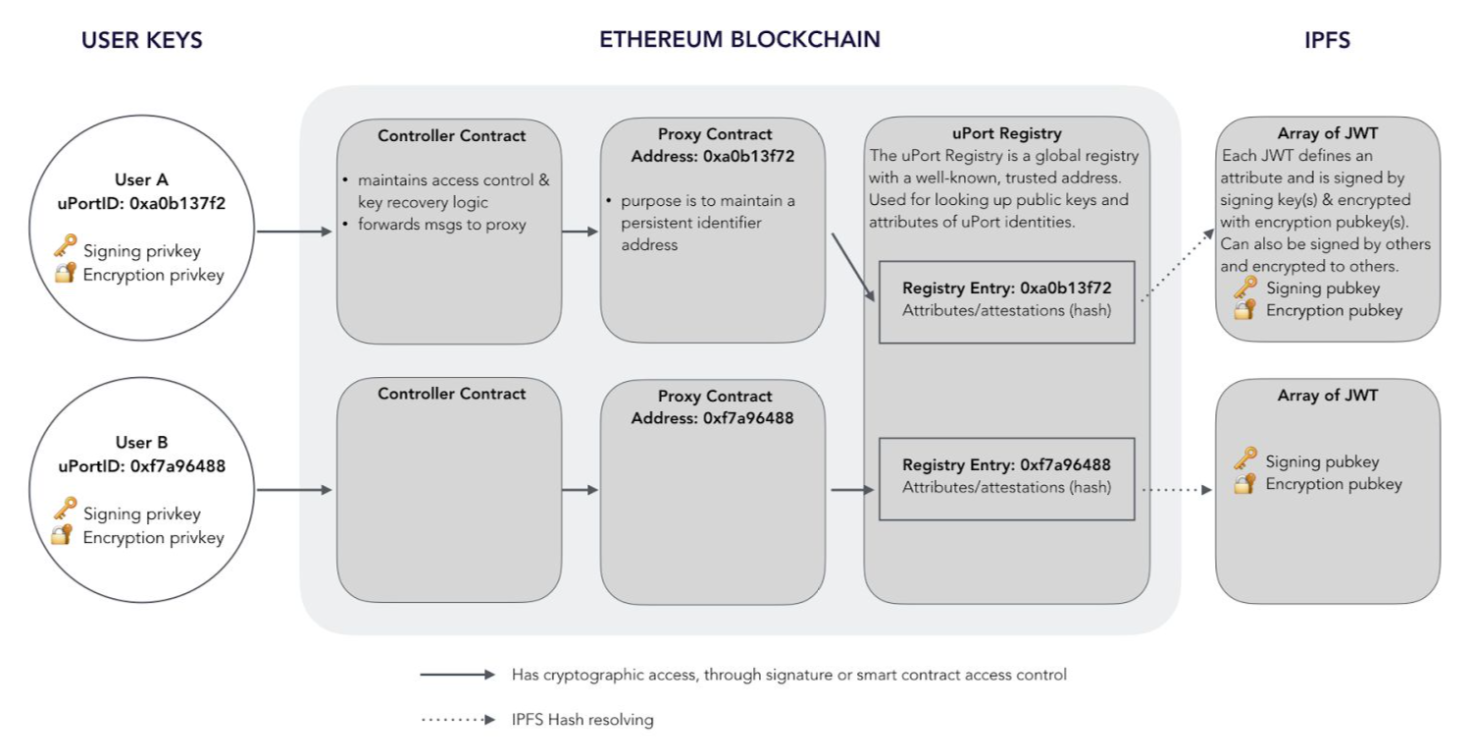 USER KEYS
ETHEREUM BLOCKCHAIN
IPFS
User A
uPortID: 0xa0b137f2
Signing privkey
Encryption privkey
Controller Contract
• maintains access control &
key recovery logic
• forwards msgs to proxy
Proxy Contract
Address: 0xa0b13f72
• purpose is to maintain a
persistent identifier
address
uPort Registry
The uPort Registry is a global registry
with a well-known, trusted address.
Used for looking up public keys and
attributes of uPort identities.
Registry Entry: 0xa0b13f72
Attributes/attestations (hash)
Array of JWT
Each JWT defines an
attribute and is signed by
signing key(s) & encrypted
with encryption pubkey(s).
Can also be signed by others
and encrypted to others.
Signing pubkey
Encryption pubkey
User B
uPortID: 0xf7a96488
Signing privkey
Encryption privkey
Controller Contract
Proxy Contract
Address: 0xf7a96488
Registry Entry: 0xf7a96488
Attributes/attestations (hash)
Array of JWT
Signing pubkey
Encryption pubkey
Has cryptographic access, through signature or smart contract access control
IPFS Hash resolving